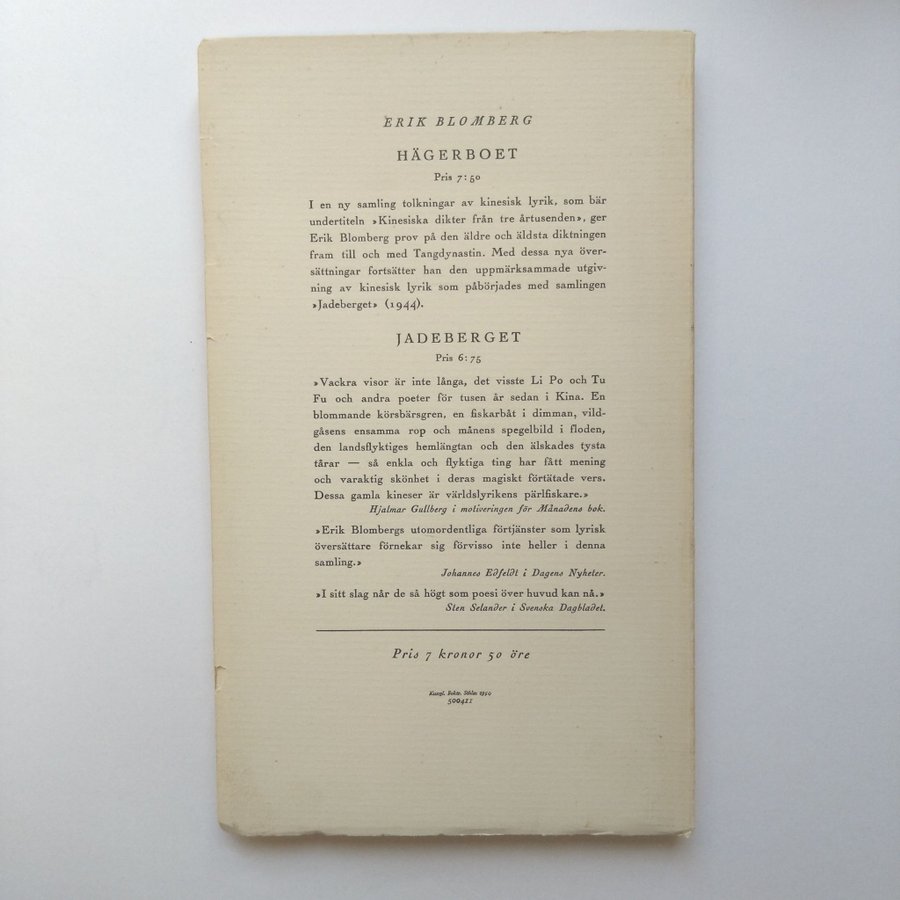 ERIK BLOMBERG
HÄGERBOET
Pris 7:50
I en ny samling tolkningar av kinesisk lyrik, som bär
undertiteln »Kinesiska dikter från tre årtusenden», ger
Erik Blomberg prov på den äldre och äldsta diktningen
fram till och med Tangdynastin. Med dessa nya över-
sättningar fortsätter han den uppmärksammade utgiv-
ning av kinesisk lyrik som påbörjades med samlingen
»Jadeberget» (1944).
JADEBERGET
Pris 6:75
»Vackra visor är inte långa, det visste Li Po och Tu
Fu och andra poeter för tusen år sedan i Kina. En
blommande körsbärsgren, en fiskarbåt i dimman, vild-
gåsens ensamma rop och månens spegelbild i floden,
den landsflyktiges hemlängtan och den älskades tysta
tårar — så enkla och flyktiga ting har fått mening
och varaktig skönhet i deras magiskt förtätade vers.
Dessa gamla kineser är världslyrikens pärlfiskare.»
Hjalmar Gullberg i motiveringen för Månadens bok.
»Erik Blombergs utomordentliga förtjänster som lyrisk
översättare förnekar sig förvisso inte heller i denna
samling.»
Johannes Edfeldt i Dagens Nyheter.
»I sitt slag når de så högt som poesi över huvud kan nå.»
Sten Selander i Svenska Dagbladet.
Pris 7 kronor 50 öre
Kungl. Boktr. Sthlm 1950
500411